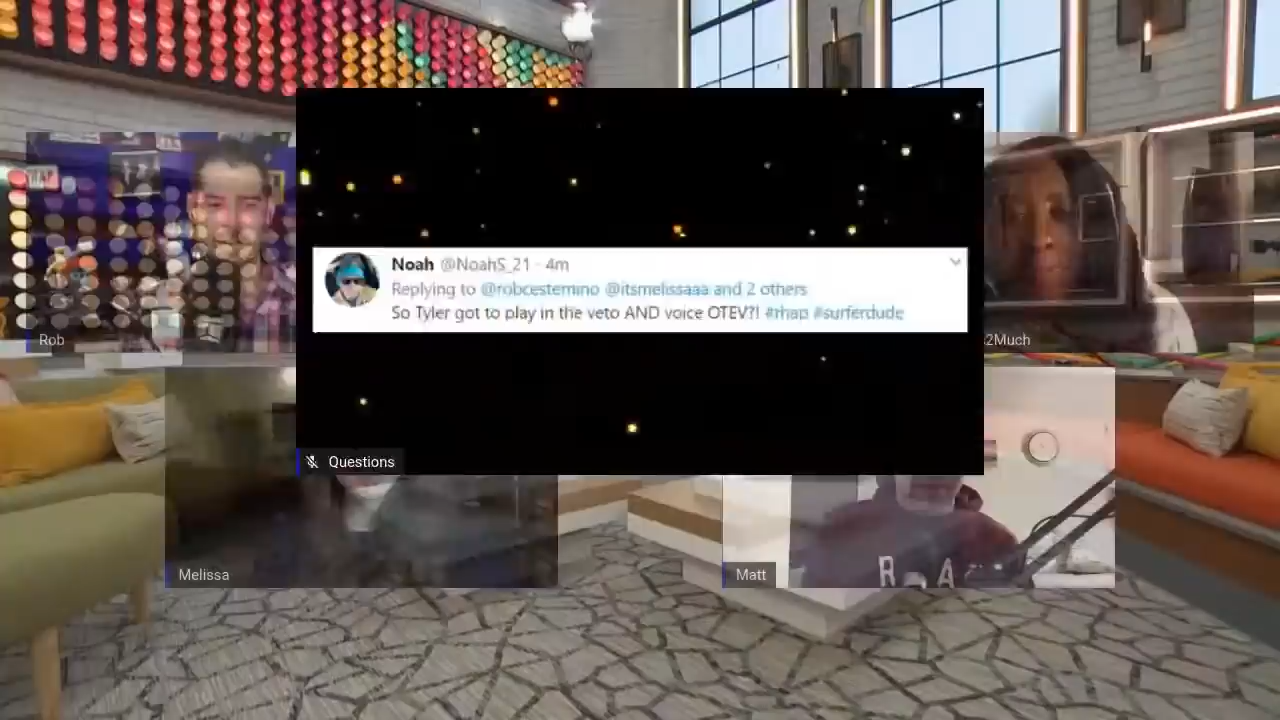 RHAP
Rob
Noah @NoahS_21 · 4m
Replying to @robcesternino @itsmelissaaa and 2 others
So Tyler got to play in the veto AND voice OTEV?! #rhap #surferdude
2Much
Questions
R A
Melissa
Matt